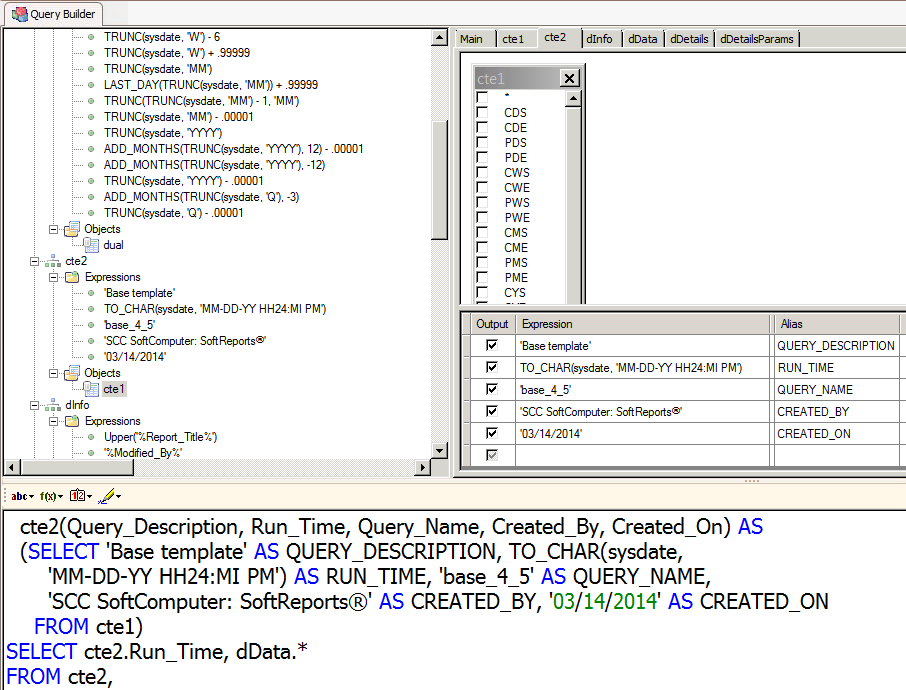 Query Builder
TRUNC(sysdate, 'W') - 6
TRUNC(sysdate, 'W') + .99999
TRUNC(sysdate, 'MM')
LAST_DAY(TRUNC(sysdate, 'MM')) + .99999
TRUNC(TRUNC(sysdate, 'MM') - 1, 'MM')
TRUNC(sysdate, 'MM') - .00001
TRUNC(sysdate, 'YYYY')
ADD_MONTHS(TRUNC(sysdate, 'YYYY'), 12) - .00001
ADD_MONTHS(TRUNC(sysdate, 'YYYY'), -12)
TRUNC(sysdate, 'YYYY') - .00001
ADD_MONTHS(TRUNC(sysdate, 'Q'), -3)
TRUNC(sysdate, 'Q') - .00001
Objects
dual
cte2
Expressions
'Base template'
TO_CHAR(sysdate, 'MM-DD-YY HH24:MI PM')
'base_4_5'
'SCC SoftComputer: SoftReports®'
'03/14/2014'
Objects
cte1
dInfo
Expressions
Upper('%Report_Title%')
'%Modified_By%'
Main cte1 cte2 dInfo dData dDetails dDetailsParams
cte1
*
CDS
CDE
PDS
PDE
CWS
CWE
PWS
PWE
CMS
CME
PMS
PME
CYS
Output Expression Alias
'Base template' QUERY_DESCRIPTION
TO_CHAR(sysdate, 'MM-DD-YY HH24:MI PM') RUN_TIME
'base_4_5' QUERY_NAME
'SCC SoftComputer: SoftReports®' CREATED_BY
'03/14/2014' CREATED_ON
abc f(x) 12
cte2(Query_Description, Run_Time, Query_Name, Created_By, Created_On) AS
(SELECT 'Base template' AS QUERY_DESCRIPTION, TO_CHAR(sysdate,
'MM-DD-YY HH24:MI PM') AS RUN_TIME, 'base_4_5' AS QUERY_NAME,
'SCC SoftComputer: SoftReports®' AS CREATED_BY, '03/14/2014' AS CREATED_ON
FROM cte1)
SELECT cte2.Run_Time, dData.*
FROM cte2,